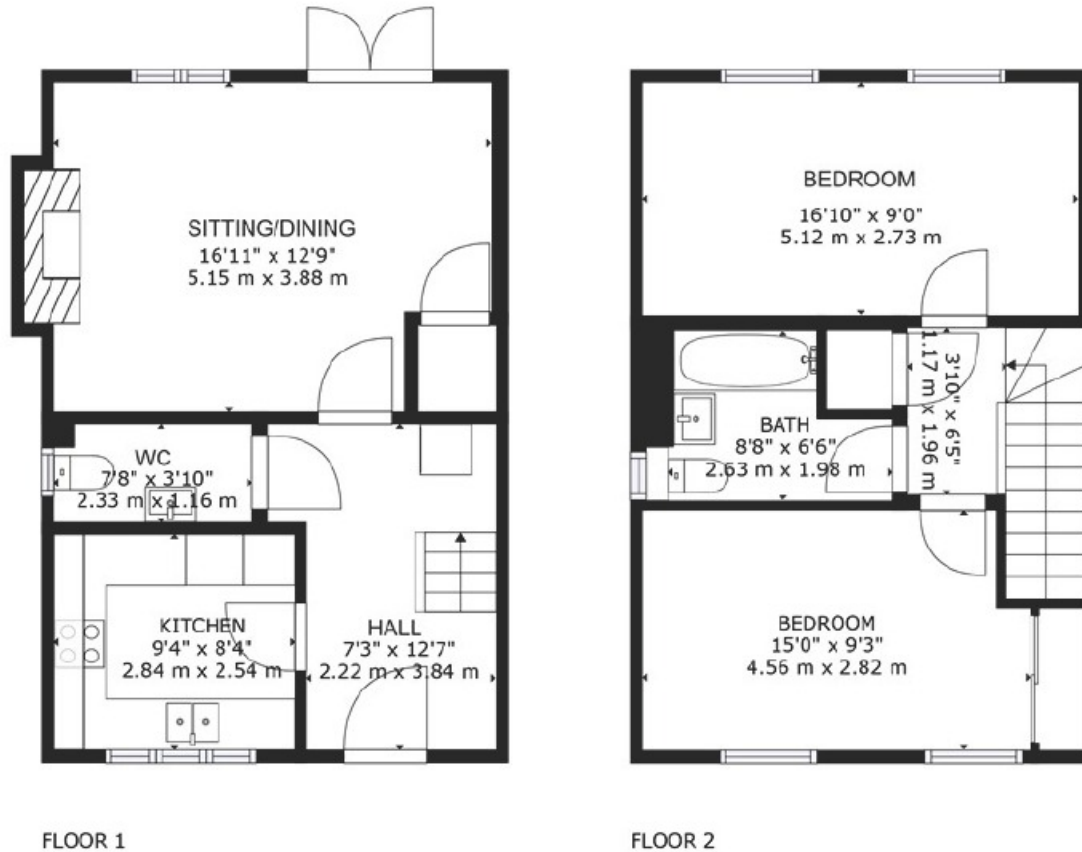 SITTING/DINING
16'11" x 12'9"
5.15 m x 3.88 m
WC
7'8" x 3'10"
2.33 m x 1.16 m
KITCHEN
9'4" x 8'4"
2.84 m x 2.54 m
HALL
7'3" x 12'7"
2.22 m x 3.84 m
FLOOR 1
BEDROOM
16'10" x 9'0"
5.12 m x 2.73 m
BATH
8'8" x 6'6"
2.63 m x 1.98 m
3'10" x 6'5"
1.17 m x 1.96 m
BEDROOM
15'0" x 9'3"
4.56 m x 2.82 m
FLOOR 2